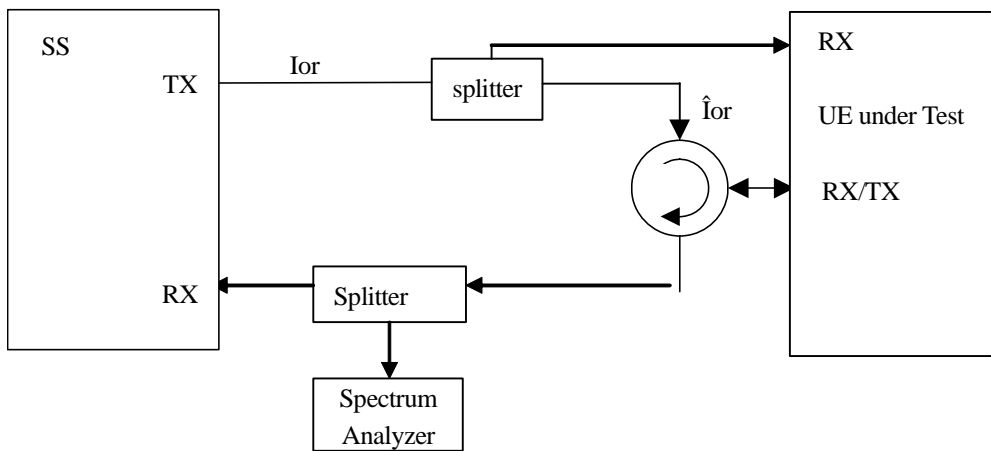 SS
TX
Ior
splitter
RX
Îor
UE under Test
RX/TX
RX
Splitter
Spectrum
Analyzer